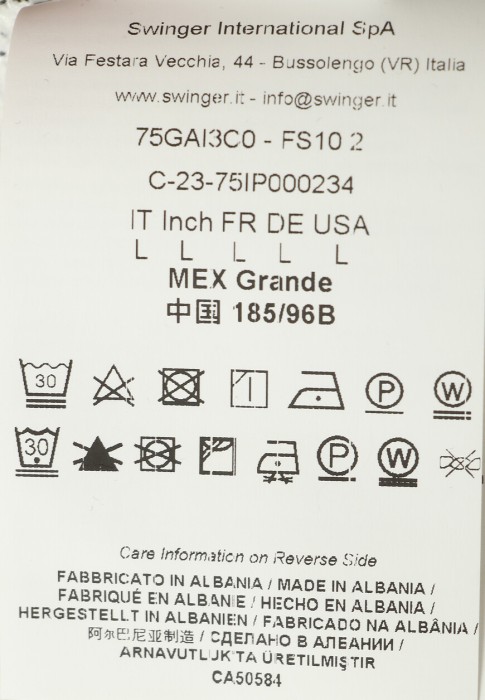 Swinger International SpA
Via Festara Vecchia, 44 - Bussolengo (VR) Italia
www.swinger.it - info@swinger.it
75GAI3C0 - FS10 2
C-23-75IP000234
IT Inch FR DE USA
L L L L L
MEX Grande
中国 185/96B
30 P W
30 P W
Care Information on Reverse Side
FABBRICATO IN ALBANIA / MADE IN ALBANIA /
FABRIQUÉ EN ALBANIE / HECHO EN ALBANIA /
HERGESTELLT IN ALBANIEN / FABRICADO NA ALBÂNIA /
阿尔巴尼亚制造 / СДЕЛАНО В АЛБАНИИ /
ARNAVUTLUK'TA ÜRETILMIŞTIR
CA50584